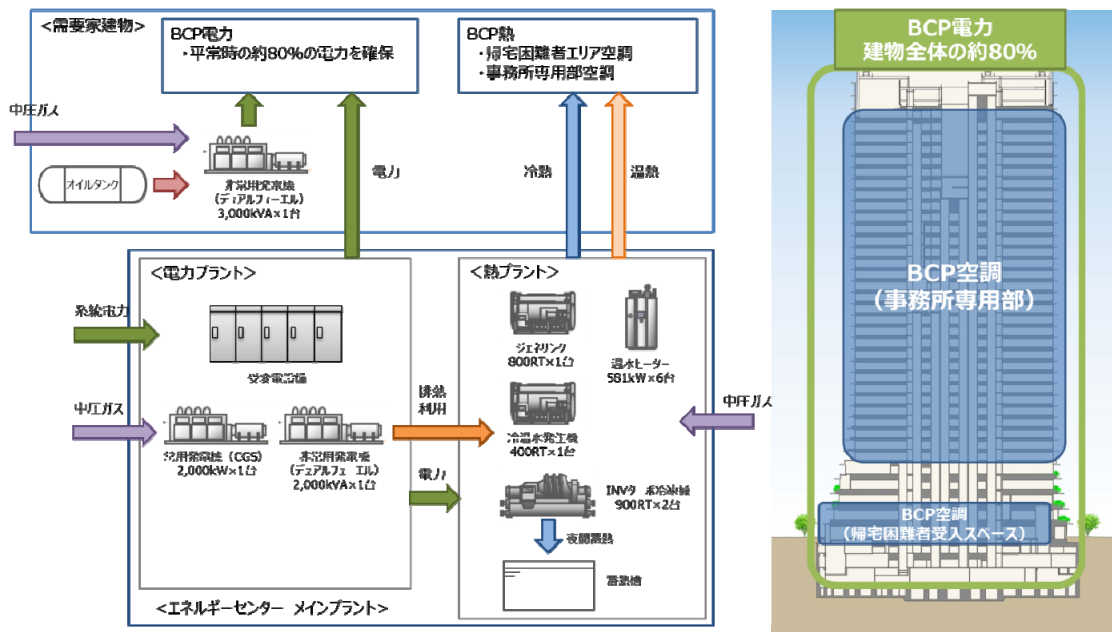 <需要家建物>
BCP電力
・平常時の約80%の電力を確保
BCP熱
・帰宅困難者エリア空調
・事務所専用部空調
中圧ガス
オイルタンク
非常用発電機
(デュアルフューエル)
3,000kVA×1台
電力
冷熱
温熱
<電力プラント>
系統電力
受変電設備
中圧ガス
常用発電機(CGS)
2,000kW×1台
非常用発電機
(デュアルフューエル)
2,000kVA×1台
排熱
利用
電力
<熱プラント>
ジェネリンク
800RT×1台
温水ヒーター
581kW×6台
冷温水発生機
400RT×1台
中圧ガス
INVターボ冷凍機
900RT×2台
夜間蓄熱
蓄熱槽
<エネルギーセンター メインプラント>
BCP電力
建物全体の約80%
BCP空調
(事務所専用部)
BCP空調
(帰宅困難者受入スペース)